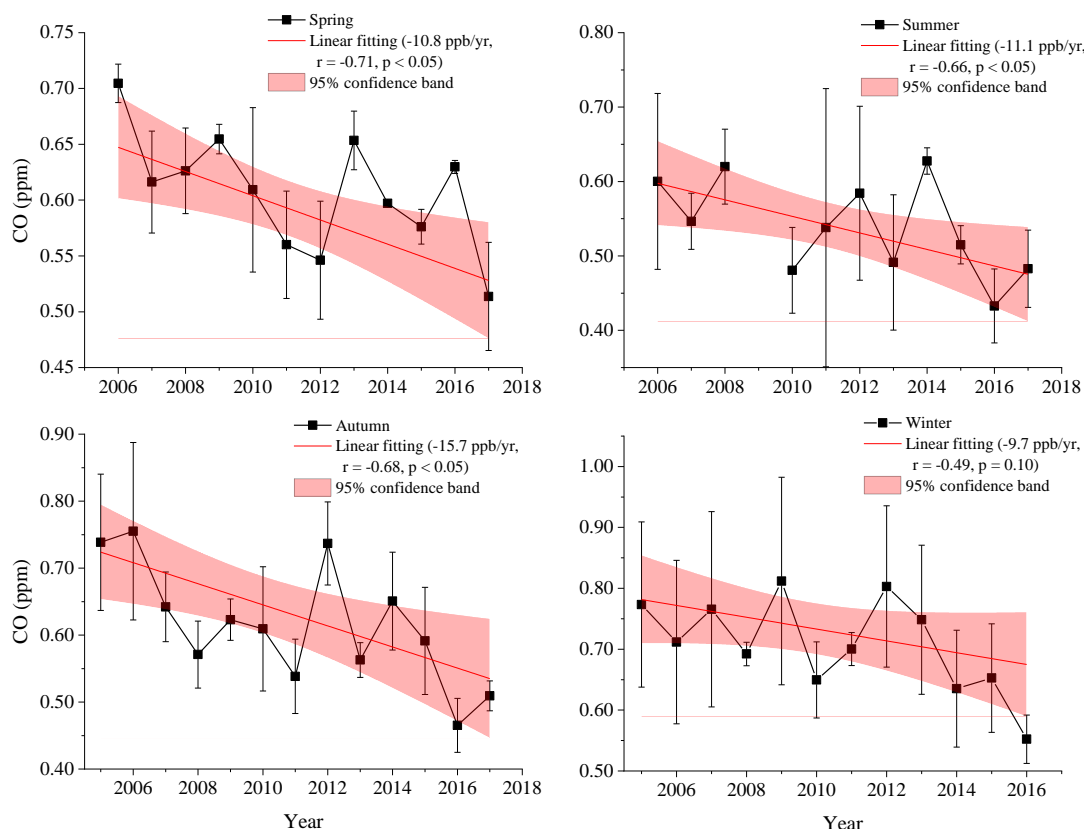 Spring
Linear fitting (-10.8 ppb/yr,
r = -0.71, p < 0.05)
95% confidence band
0.75
0.70
0.65
0.60
0.55
0.50
0.45
CO (ppm)
2006 2008 2010 2012 2014 2016 2018
Summer
Linear fitting (-11.1 ppb/yr,
r = -0.66, p < 0.05)
95% confidence band
0.80
0.60
0.40
2006 2008 2010 2012 2014 2016 2018
Autumn
Linear fitting (-15.7 ppb/yr,
r = -0.68, p < 0.05)
95% confidence band
0.90
0.80
0.70
0.60
0.50
0.40
CO (ppm)
2006 2008 2010 2012 2014 2016 2018
Year
Winter
Linear fitting (-9.7 ppb/yr,
r = -0.49, p = 0.10)
95% confidence band
1.00
0.90
0.80
0.70
0.60
0.50
2006 2008 2010 2012 2014 2016
Year